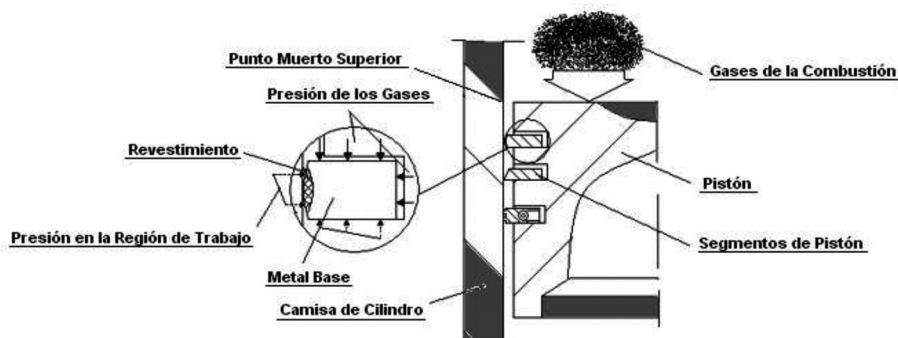 Punto Muerto Superior
Gases de la Combustión
Presión de los Gases
Revestimiento
Pistón
Presión en la Región de Trabajo
Segmentos de Pistón
Metal Base
Camisa de Cilindro